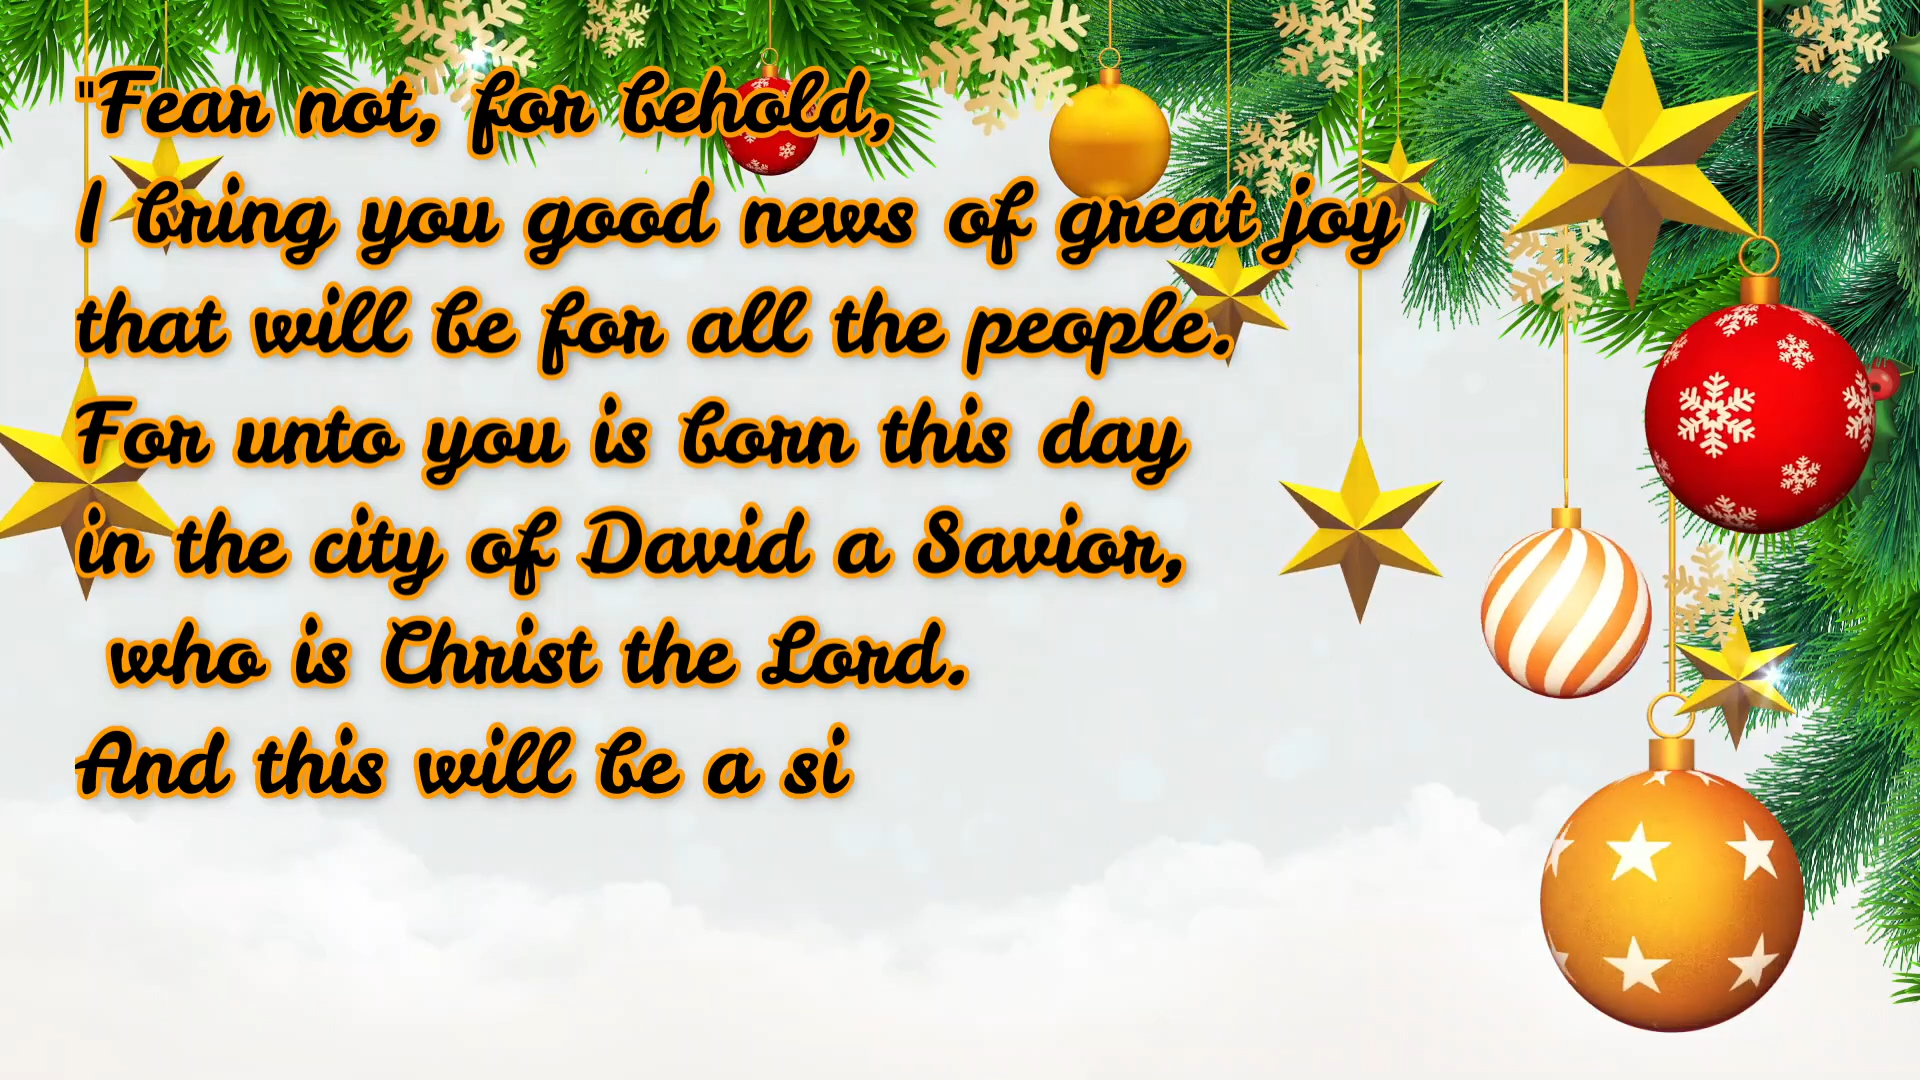 "Fear not, for behold,
I bring you good news of great joy
that will be for all the people.
For unto you is born this day
in the city of David a Savior,
who is Christ the Lord.
And this will be a si